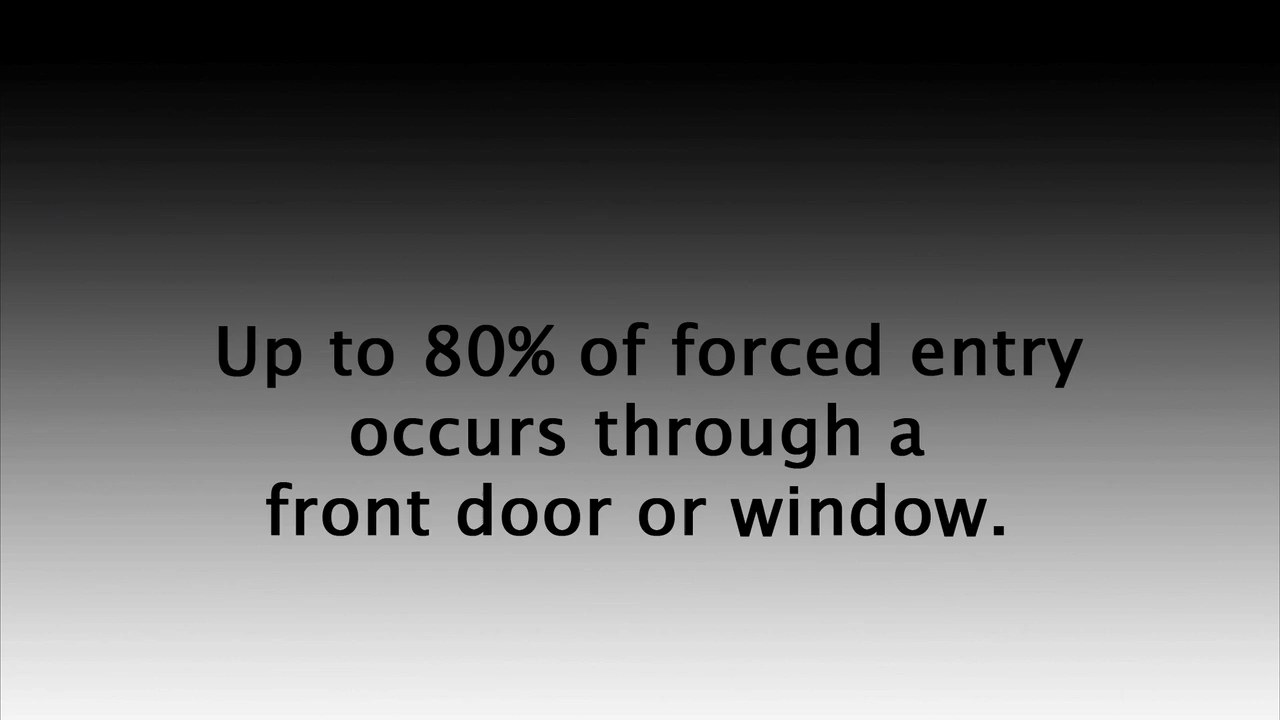 Up to 80% of forced entry
occurs through a
front door or window.